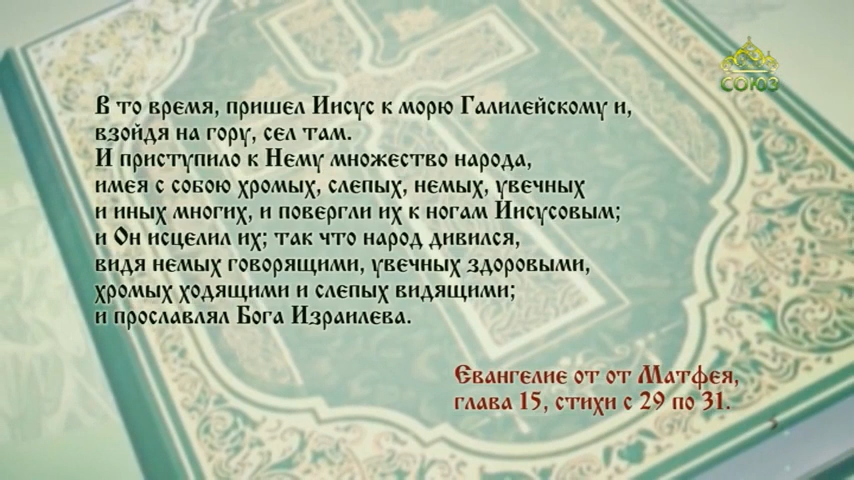 СОЮЗ
В то время, пришел Иисус к морю Галилейскому и,
взойдя на гору, сел там.
И приступило к Нему множество народа,
имея с собою хромых, слепых, немых, увечных
и иных многих, и повергли их к ногам Иисусовым;
и Он исцелил их; так что народ дивился,
видя немых говорящими, увечных здоровыми,
хромых ходящими и слепых видящими;
и прославлял Бога Израилева.
Евангелие от от Матфея,
глава 15, стихи с 29 по 31.